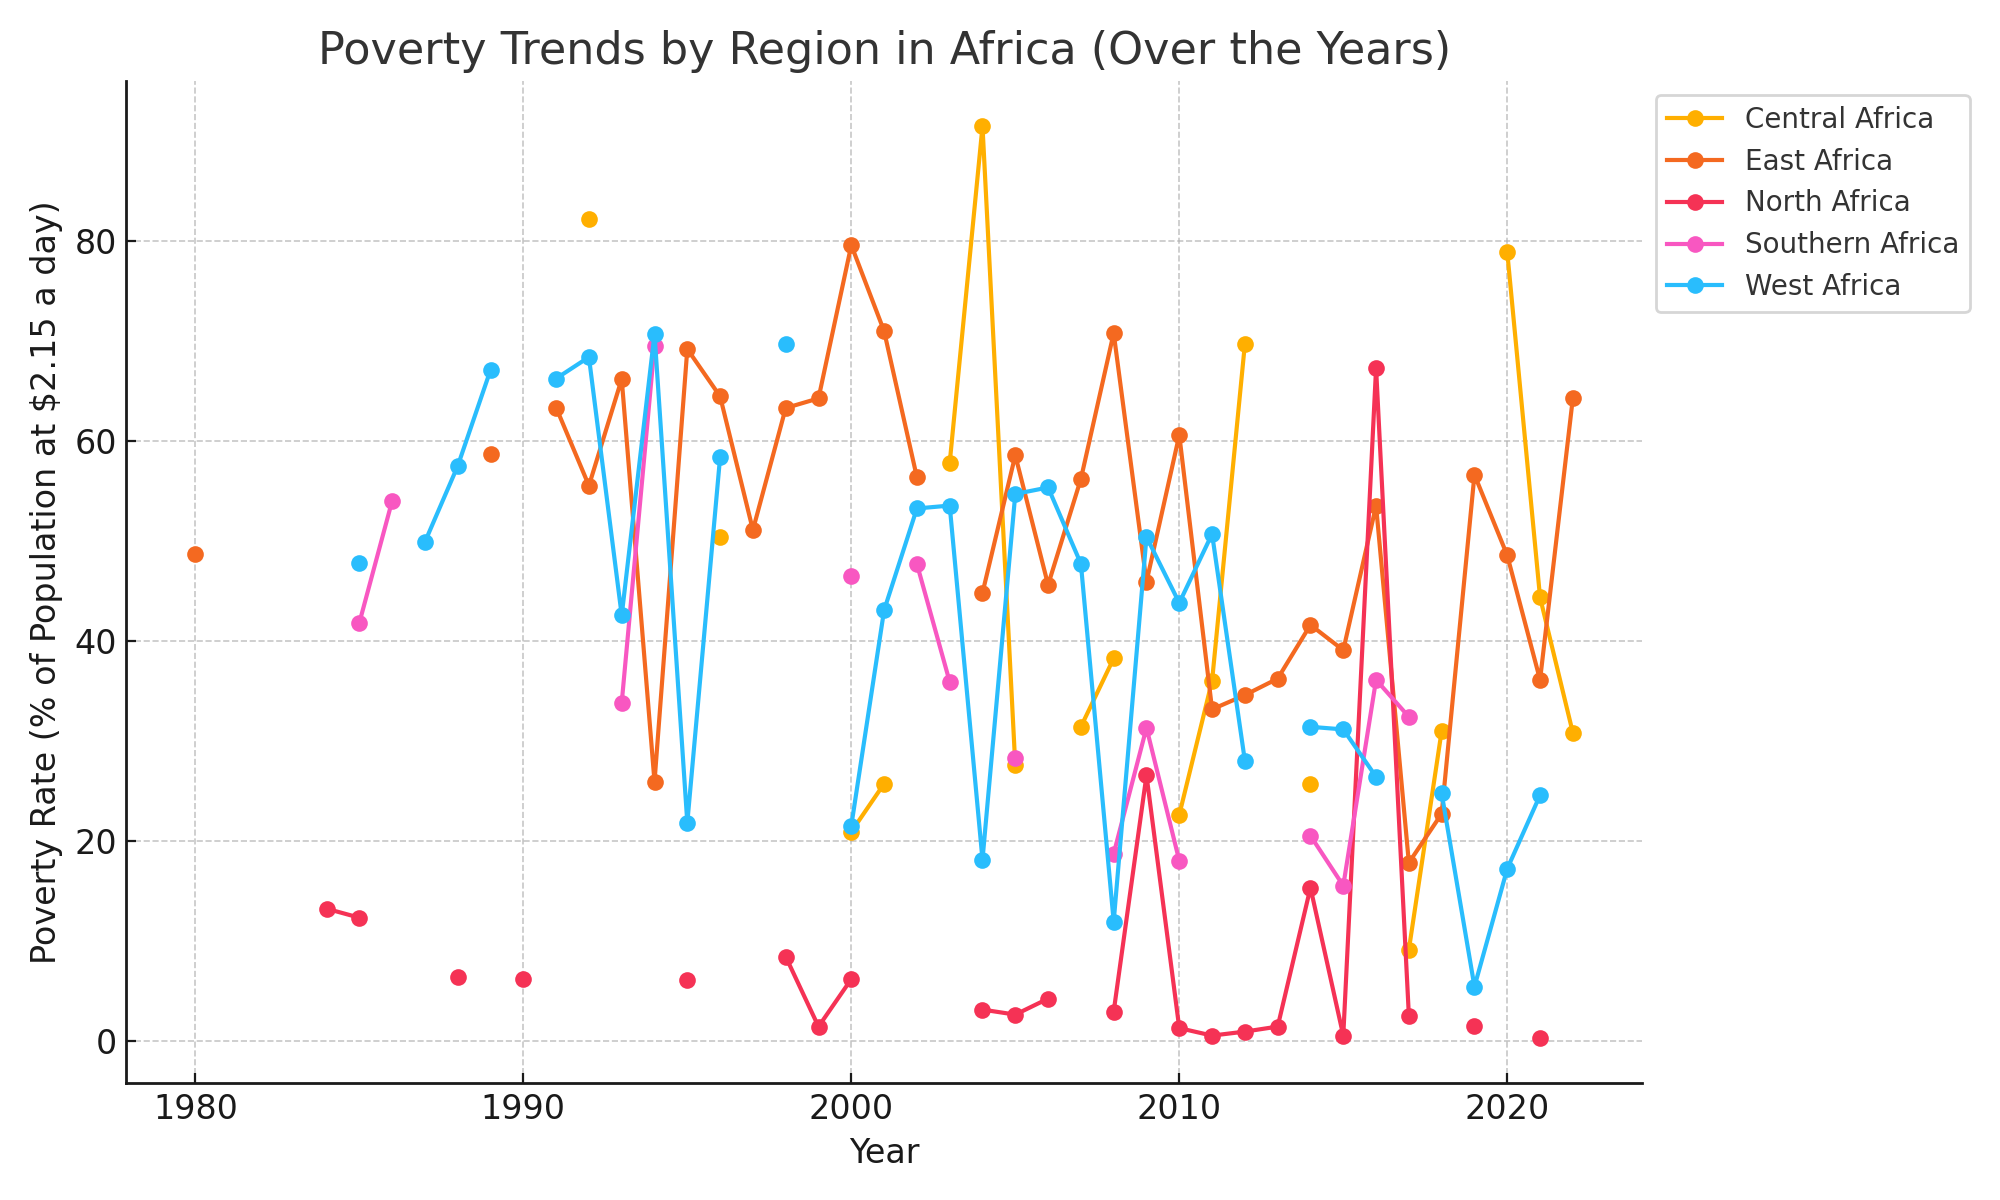 Poverty Trends by Region in Africa (Over the Years)
Poverty Rate (% of Population at $2.15 a day)
80
60
40
20
0
1980
1990
2000
2010
2020
Year
Central Africa
East Africa
North Africa
Southern Africa
West Africa